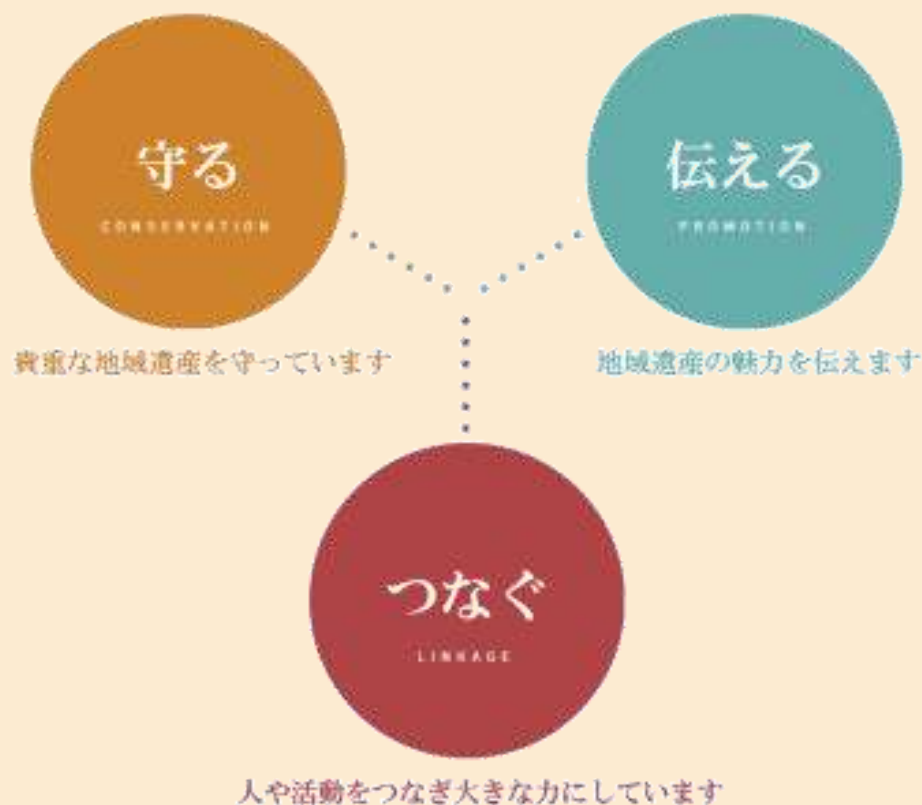 守る
CONSERVATION
貴重な地域遺産を守っています
伝える
PROMOTION
地域遺産の魅力を伝えます
つなぐ
LINKAGE
人や活動をつなぎ大きな力にしています